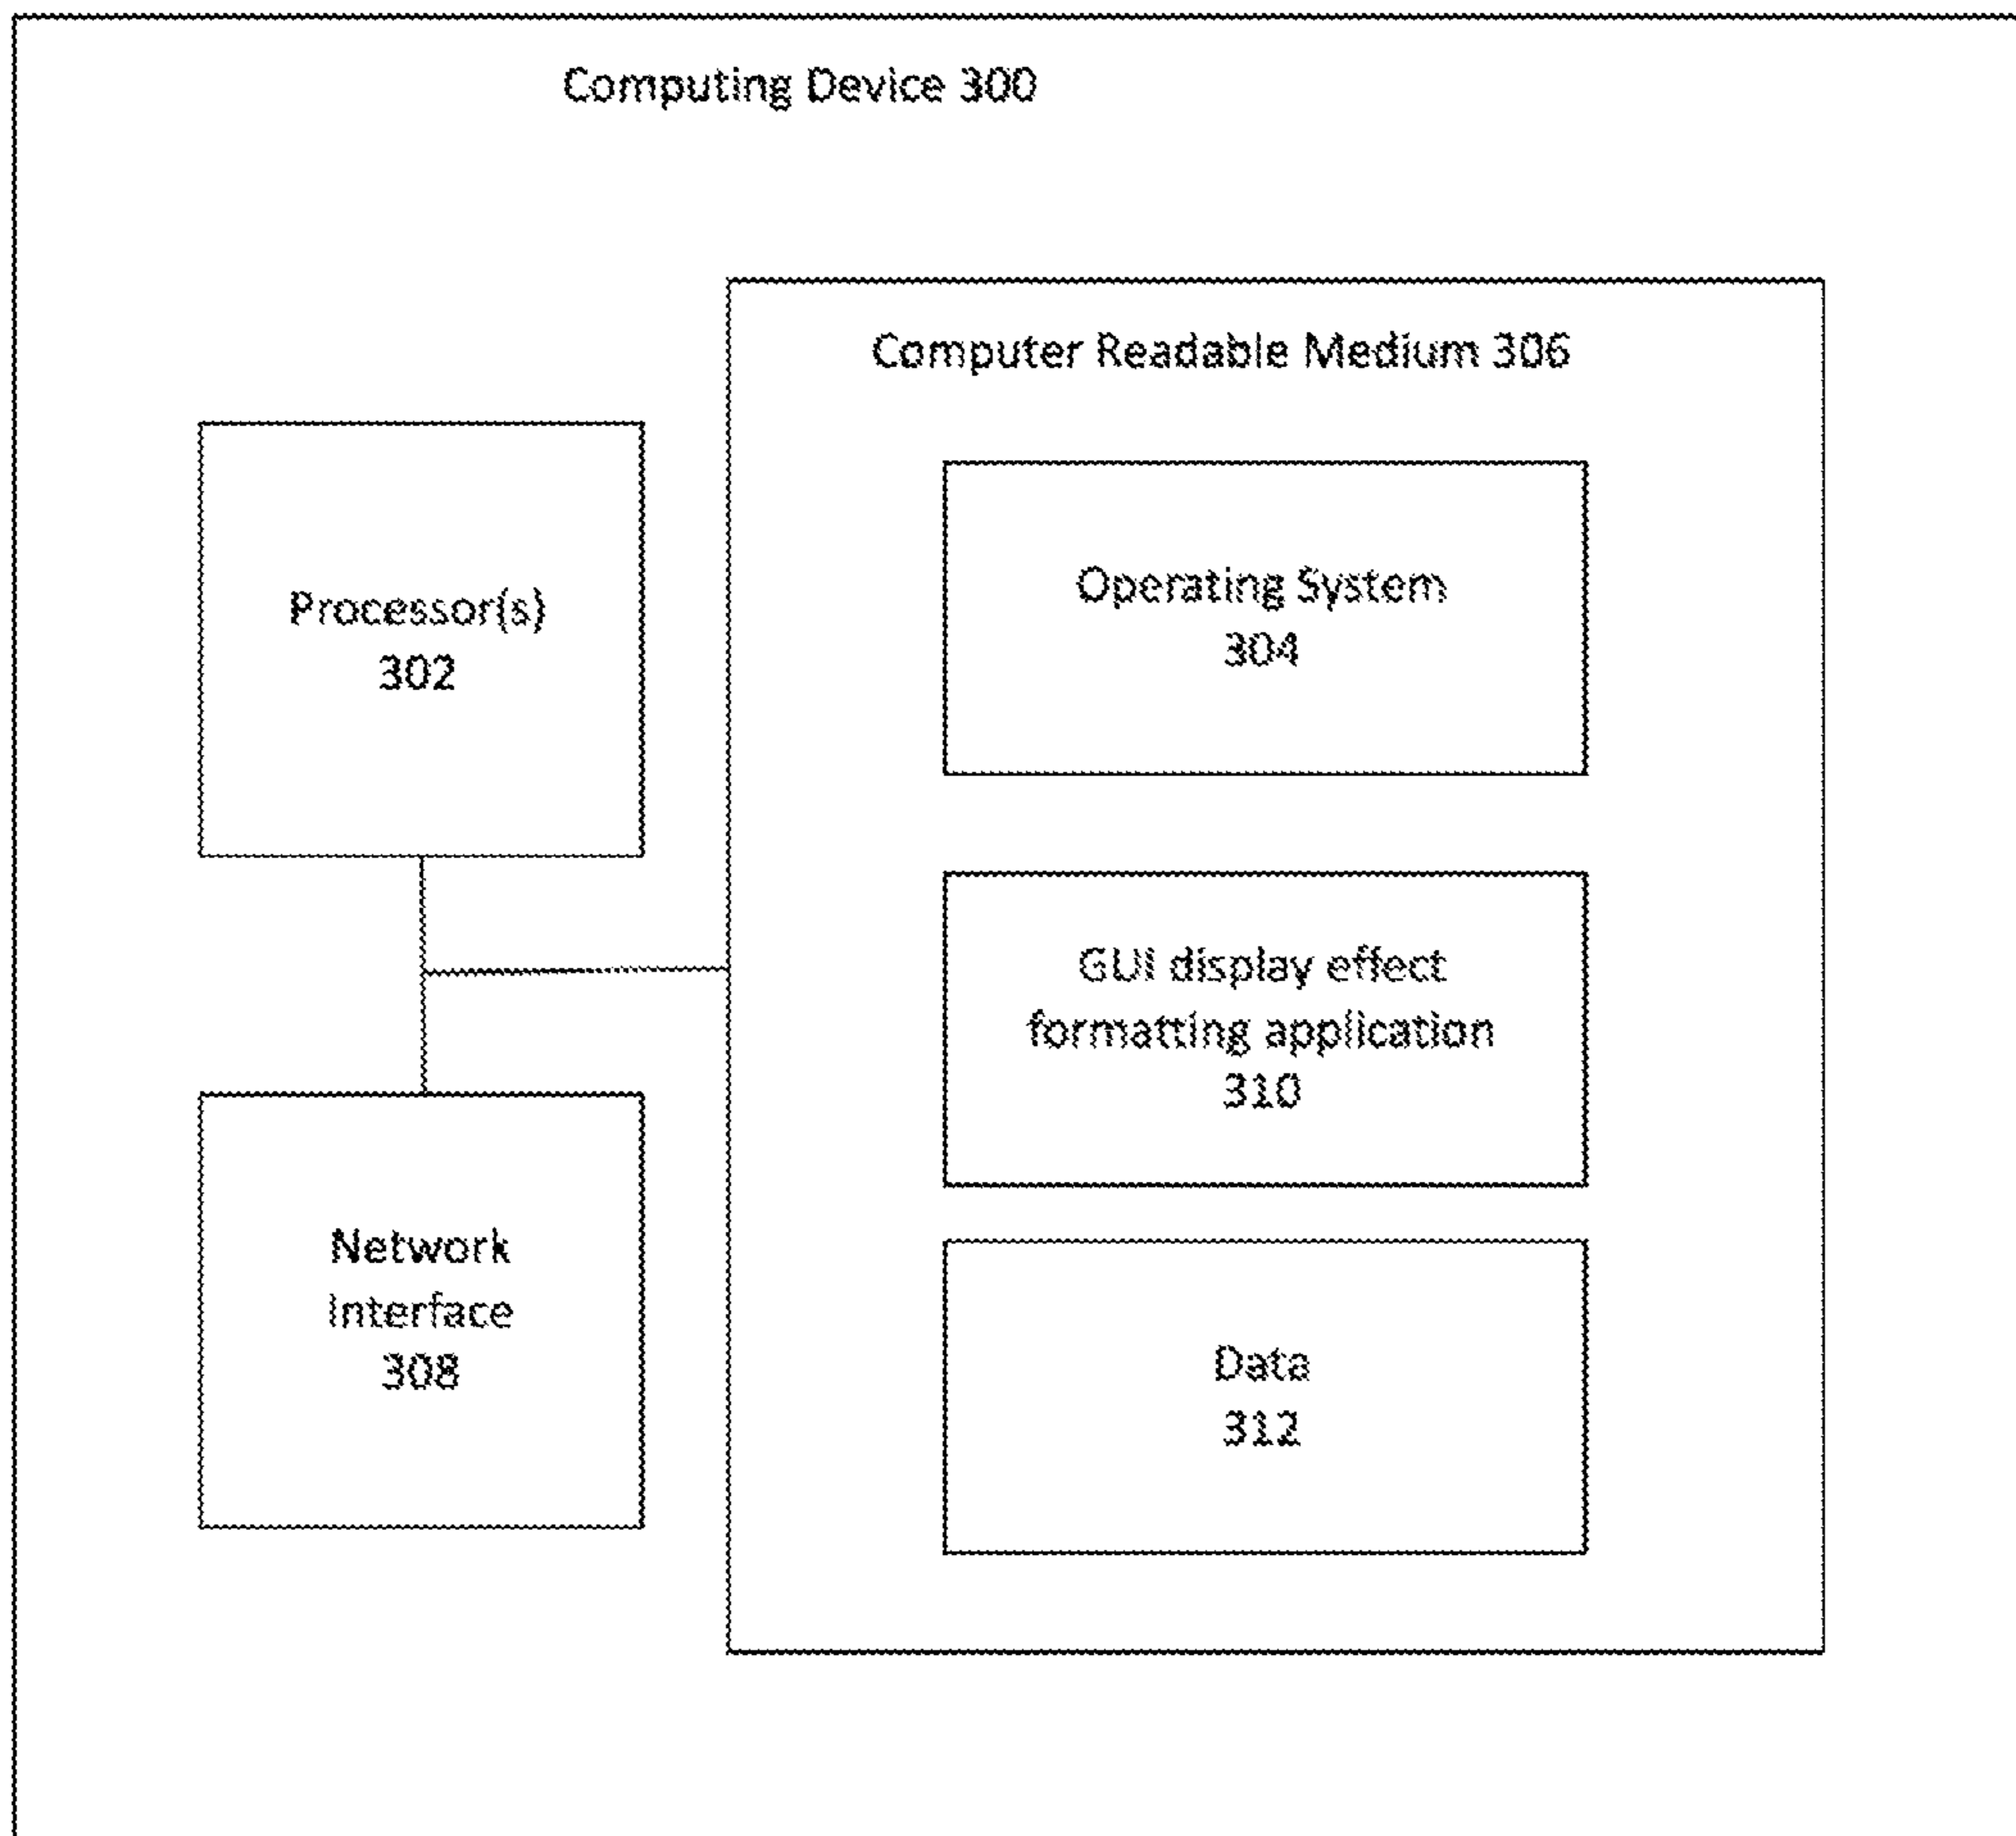 Computing Device 300
Computer Readable Medium 306
Processor(s)
302
Operating System
304
GUI display effect
formatting application
310
Network
Interface
308
Data
312